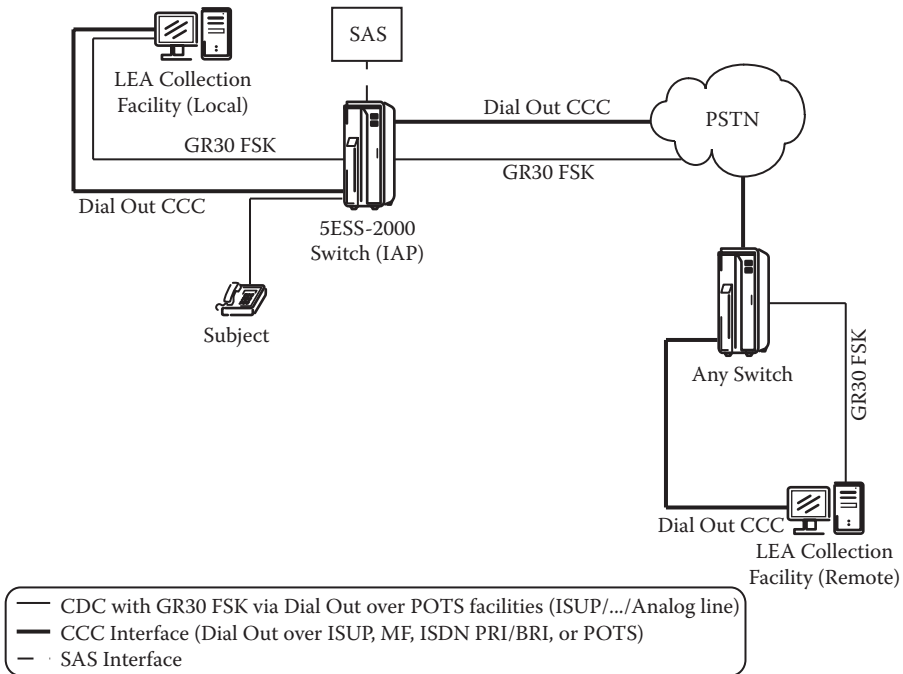 SAS
LEA Collection
Facility (Local)
Dial Out CCC
PSTN
GR30 FSK
GR30 FSK
Dial Out CCC
5ESS-2000
Switch (IAP)
Subject
Any Switch
GR30 FSK
Dial Out CCC
LEA Collection
Facility (Remote)
CDC with GR30 FSK via Dial Out over POTS facilities (ISUP/.../Analog line)
CCC Interface (Dial Out over ISUP, MF, ISDN PRI/BRI, or POTS)
SAS Interface